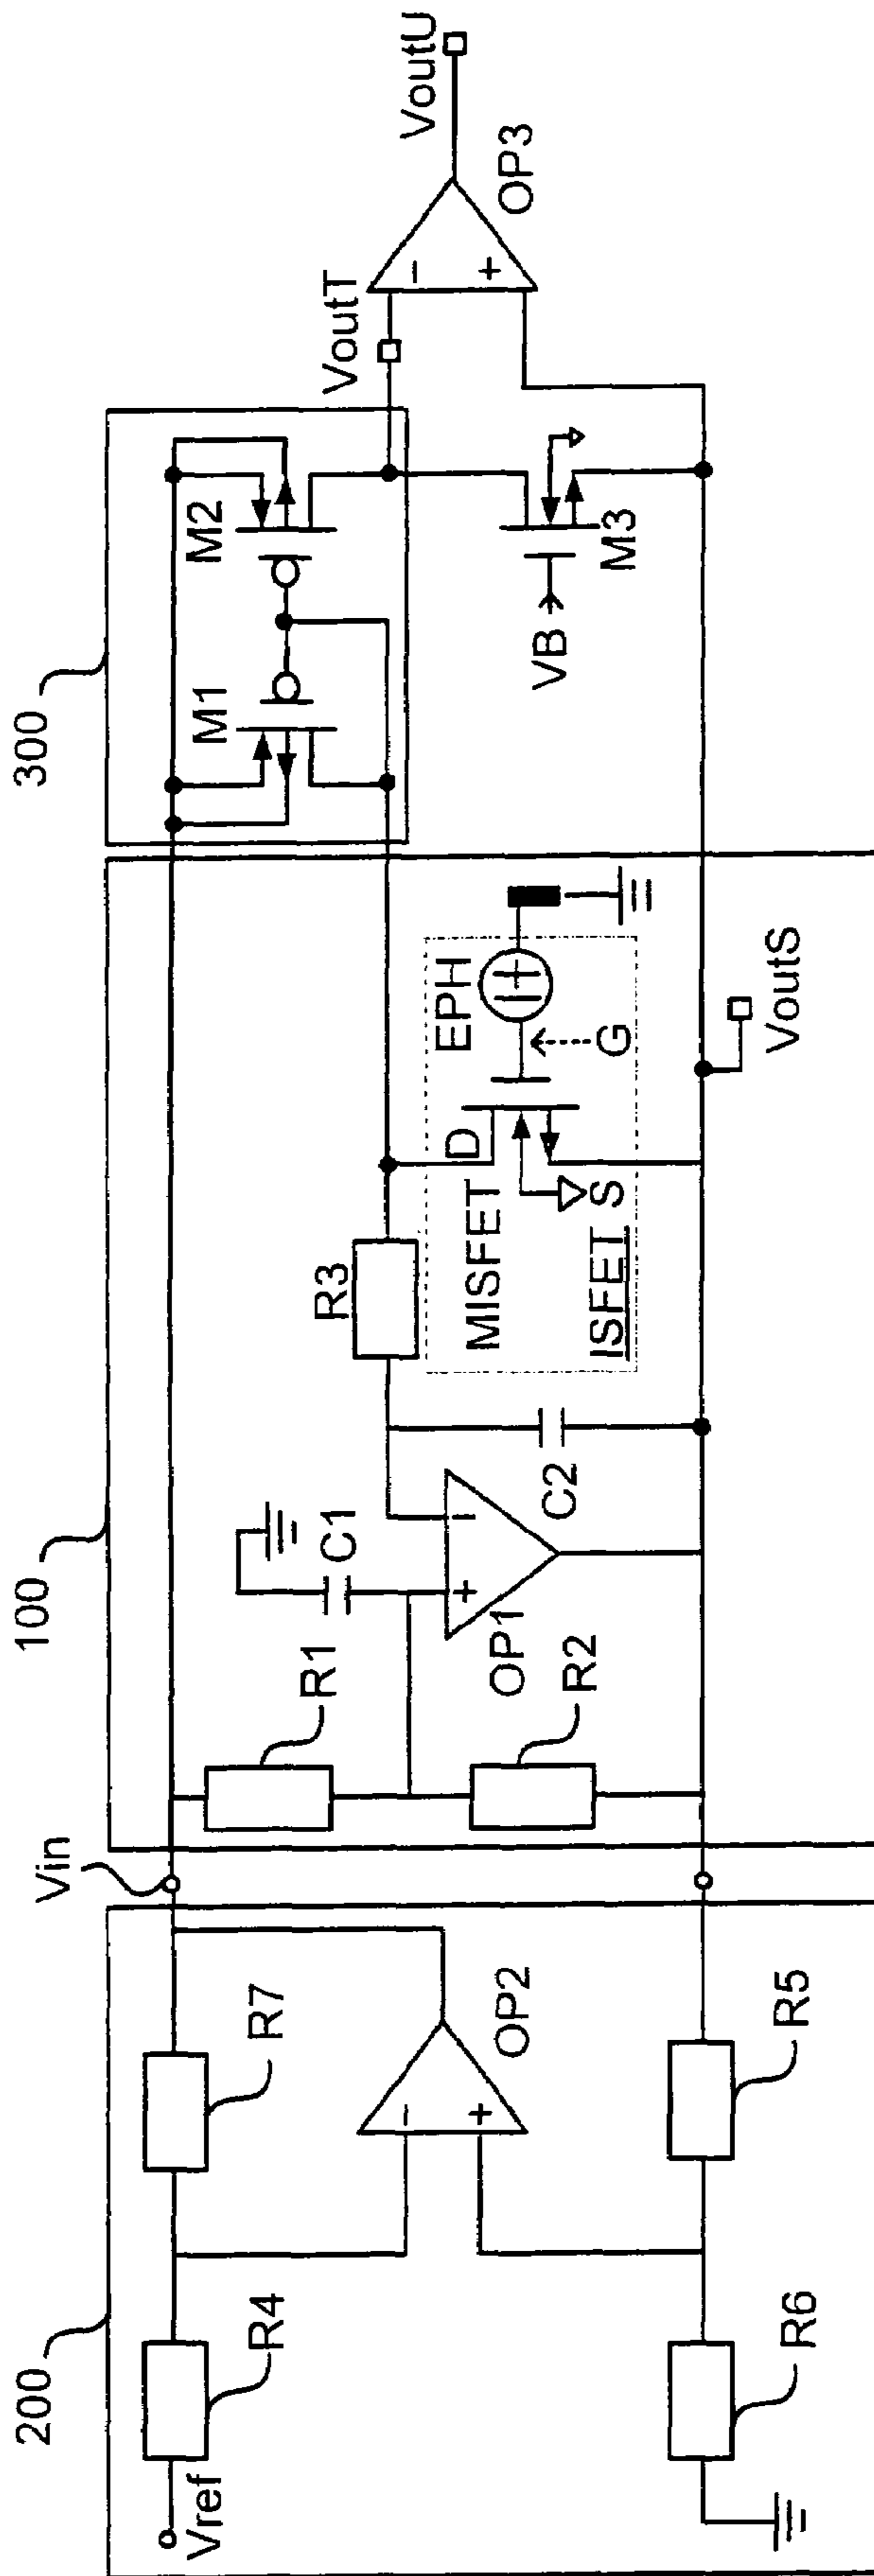 200
100
300
Vref
R4
R7
Vin
OP2
R6
R5
R1
C1
OP1
R2
C2
R3
MISFET
ISFET
D
S
G
EPH
VoutS
M1
M2
VB
M3
VoutT
OP3
VoutU